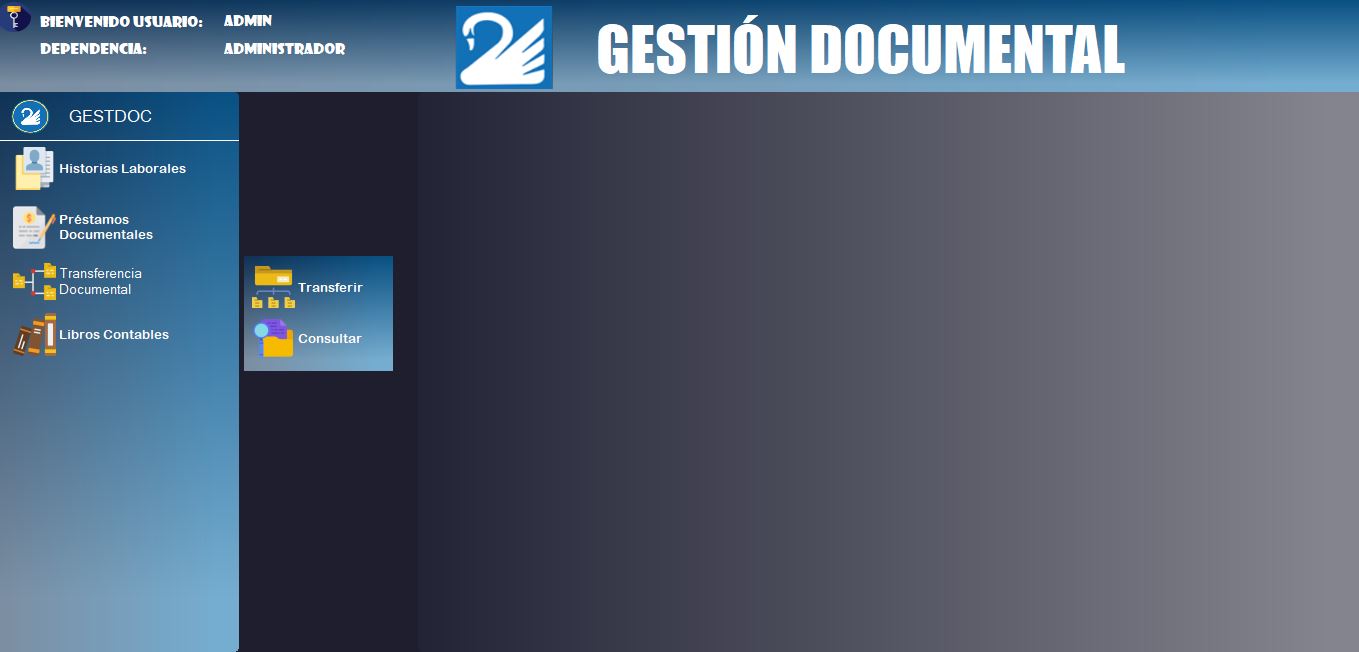 BIENVENIDO USUARIO: ADMIN
DEPENDENCIA: ADMINISTRADOR
GESTIÓN DOCUMENTAL
GESTDOC
Historias Laborales
Préstamos
Documentales
Transferencia
Documental
Libros Contables
Transferir
Consultar